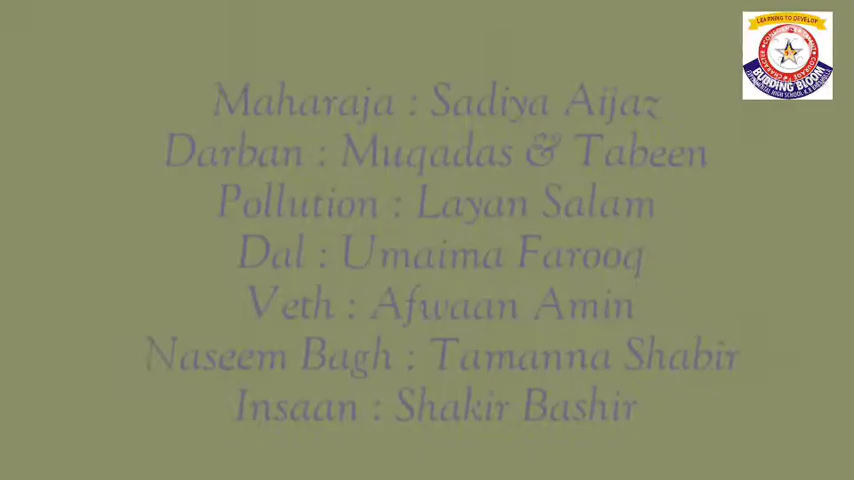 LEARNING TO DEVELOP
BUDDING BLOOM
Maharaja : Sadiya Aijaz
Darban : Muqadas & Tabeen
Pollution : Layan Salam
Dal : Umaima Farooq
Veth : Afwaan Amin
Naseem Bagh : Tamanna Shabir
Insaan : Shakir Bashir